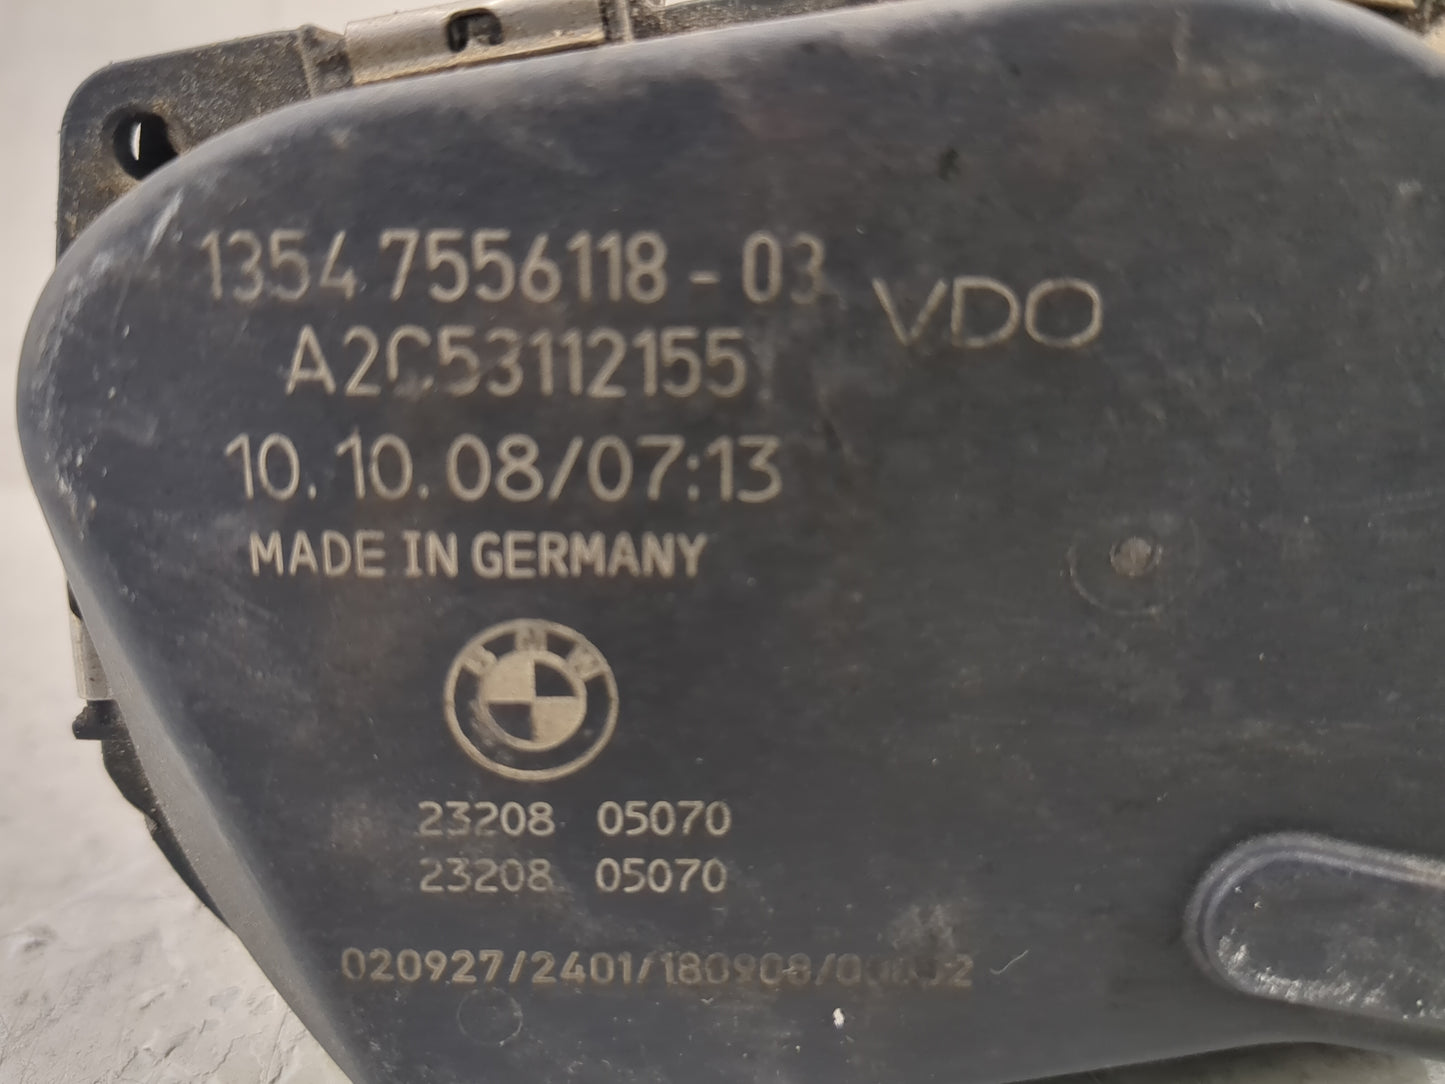 1354 7556118 - 03
VDO
A2C53112155
10.10.08/07:13
MADE IN GERMANY
BMW
23208 05070
23208 05070